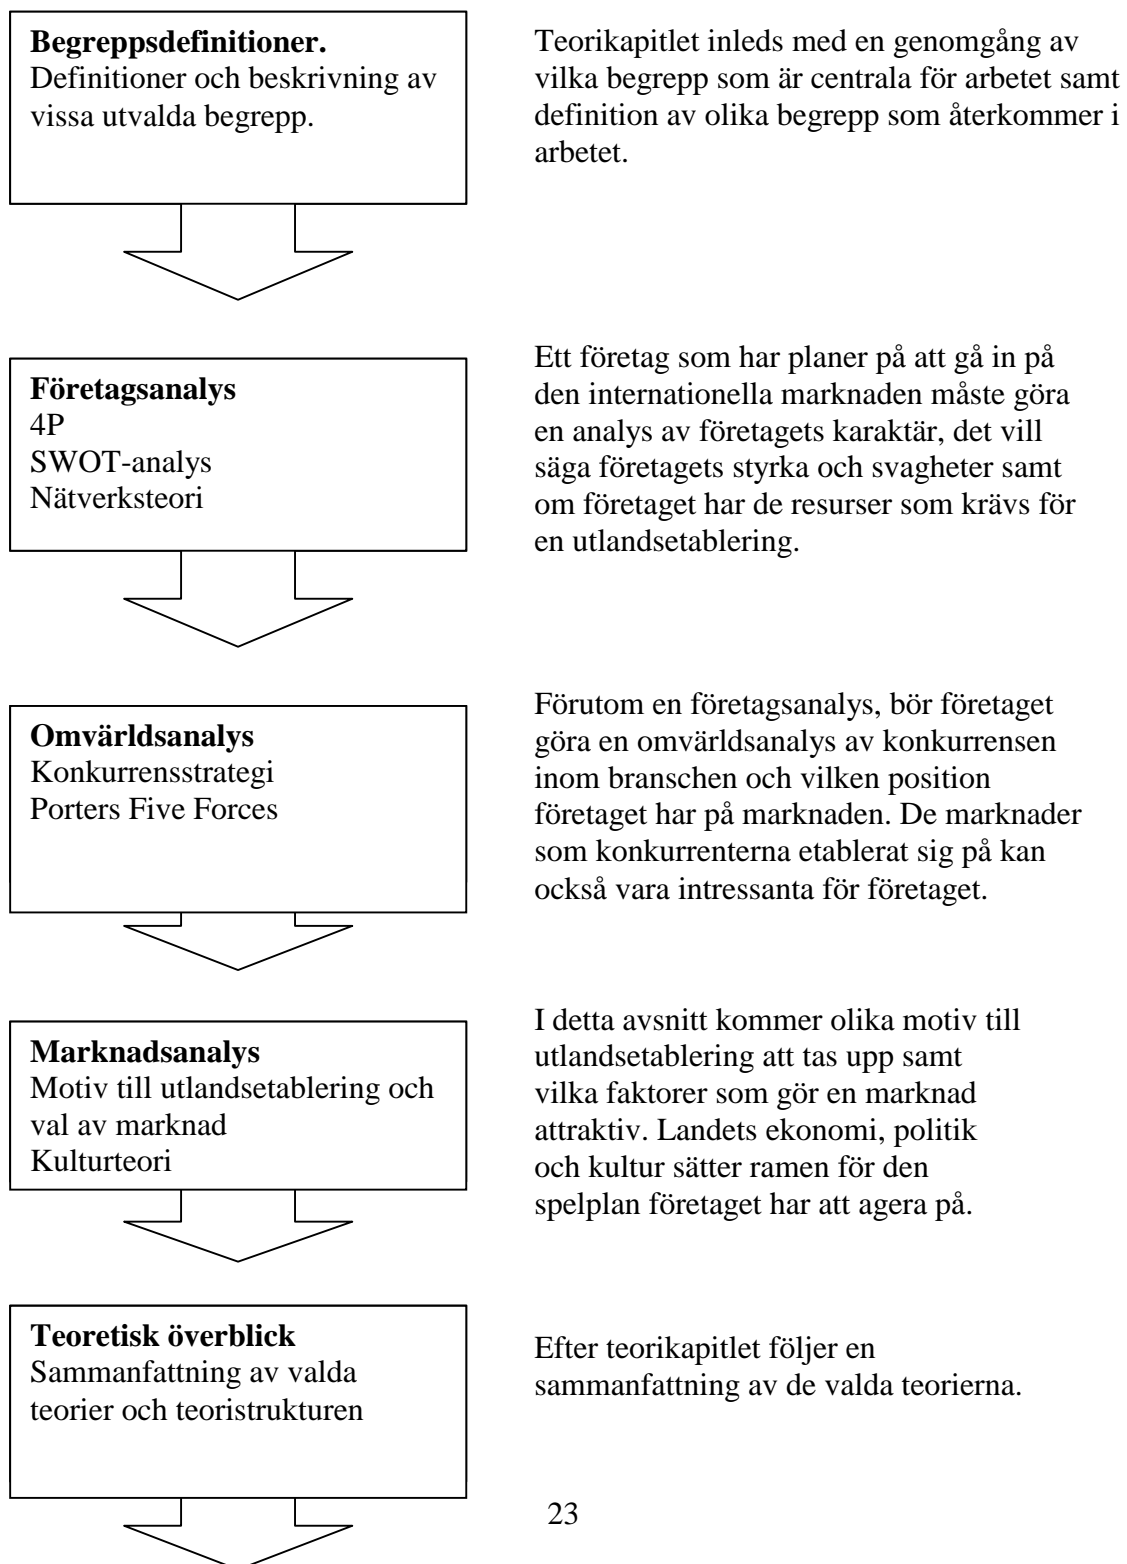 Begreppsdefinitioner.
Definitioner och beskrivning av
vissa utvalda begrepp.
Teorikapitlet inleds med en genomgång av
vilka begrepp som är centrala för arbetet samt
definition av olika begrepp som återkommer i
arbetet.
Företagsanalys
4P
SWOT-analys
Nätverksteori
Ett företag som har planer på att gå in på
den internationella marknaden måste göra
en analys av företagets karaktär, det vill
säga företagets styrka och svagheter samt
om företaget har de resurser som krävs för
en utlandsetablering.
Omvärldsanalys
Konkurrensstrategi
Porters Five Forces
Förutom en företagsanalys, bör företaget
göra en omvärldsanalys av konkurrensen
inom branschen och vilken position
företaget har på marknaden. De marknader
som konkurrenterna etablerat sig på kan
också vara intressanta för företaget.
Marknadsanalys
Motiv till utlandsetablering och
val av marknad
Kulturteori
I detta avsnitt kommer olika motiv till
utlandsetablering att tas upp samt
vilka faktorer som gör en marknad
attraktiv. Landets ekonomi, politik
och kultur sätter ramen för den
spelplan företaget har att agera på.
Teoretisk överblick
Sammanfattning av valda
teorier och teoristrukturen
Efter teorikapitlet följer en
sammanfattning av de valda teorierna.
23